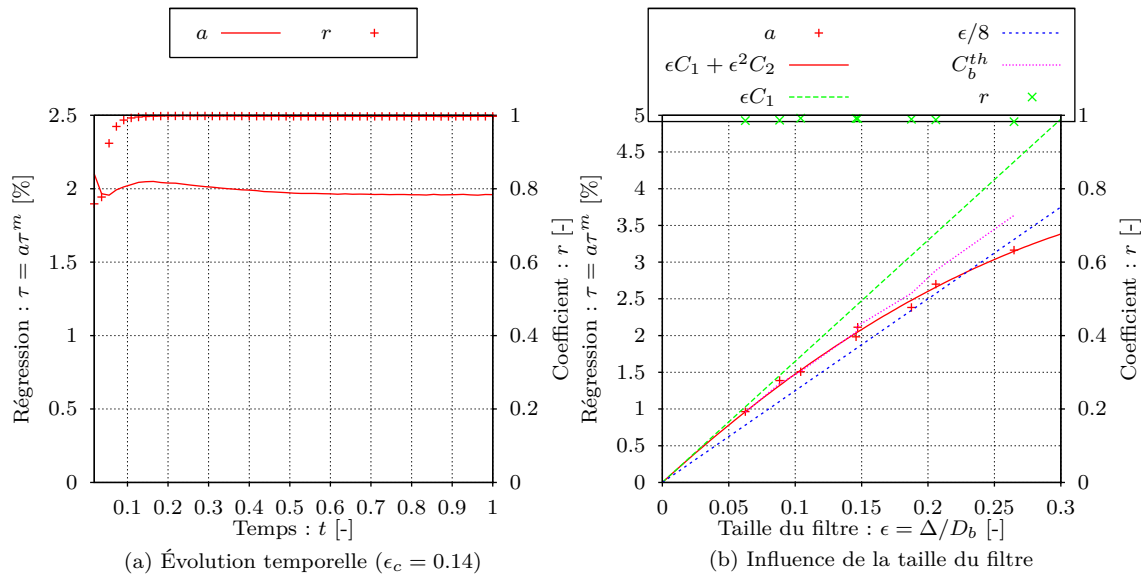 a r
2.5
2
1.5
1
0.5
0
1
0.8
0.6
0.4
0.2
0
0.1 0.2 0.3 0.4 0.5 0.6 0.7 0.8 0.9 1
Régression : τ = aτ^m [%]
Coefficient : r [-]
Temps : t [-]
(a) Évolution temporelle (ϵ_c = 0.14)
a ϵ/8
ϵC_1 + ϵ^2C_2 C_b^{th}
ϵC_1 r
5
4.5
4
3.5
3
2.5
2
1.5
1
0.5
0
1
0.8
0.6
0.4
0.2
0
0 0.05 0.1 0.15 0.2 0.25 0.3
Régression : τ = aτ^m [%]
Coefficient : r [-]
Taille du filtre : ϵ = Δ/D_b [-]
(b) Influence de la taille du filtre